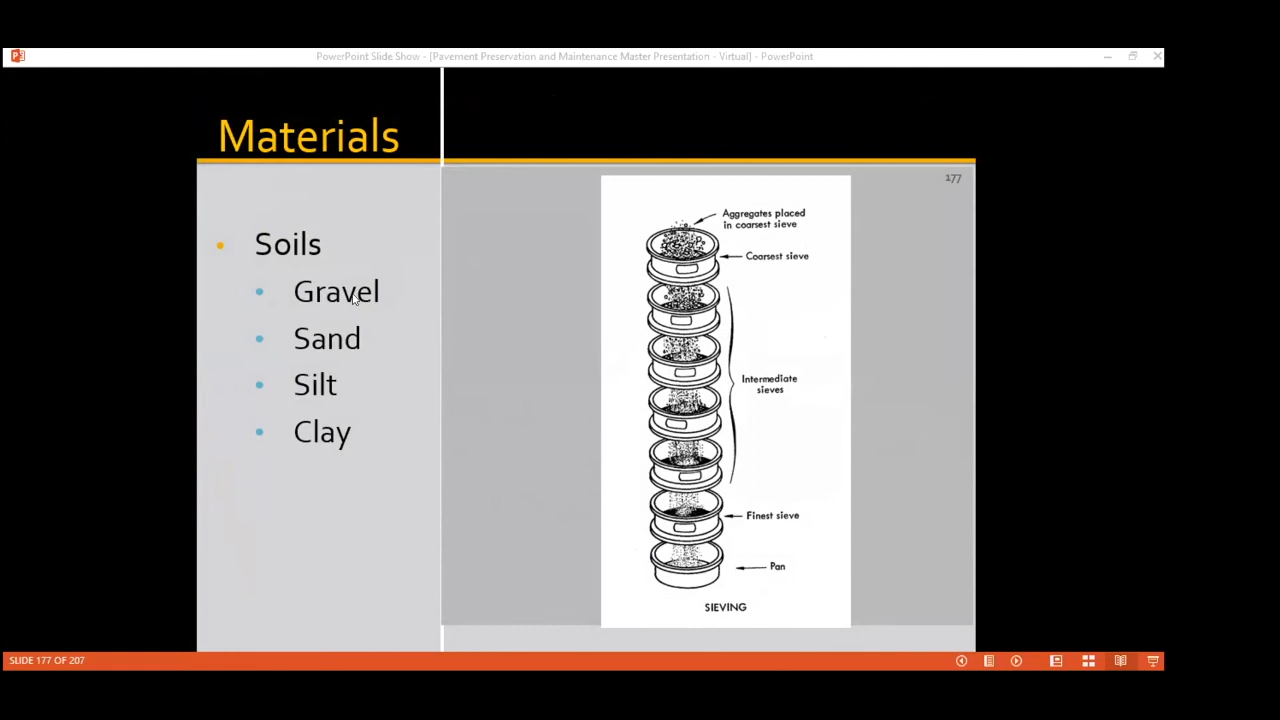 PowerPoint Slide Show - [Pavement Preservation and Maintenance Master Presentation - Virtual] - PowerPoint
Materials
177
Soils
Gravel
Sand
Silt
Clay
Aggregates placed
in coarsest sieve
Coarsest sieve
Intermediate
sieves
Finest sieve
Pan
SIEVING
SLIDE 177 OF 207